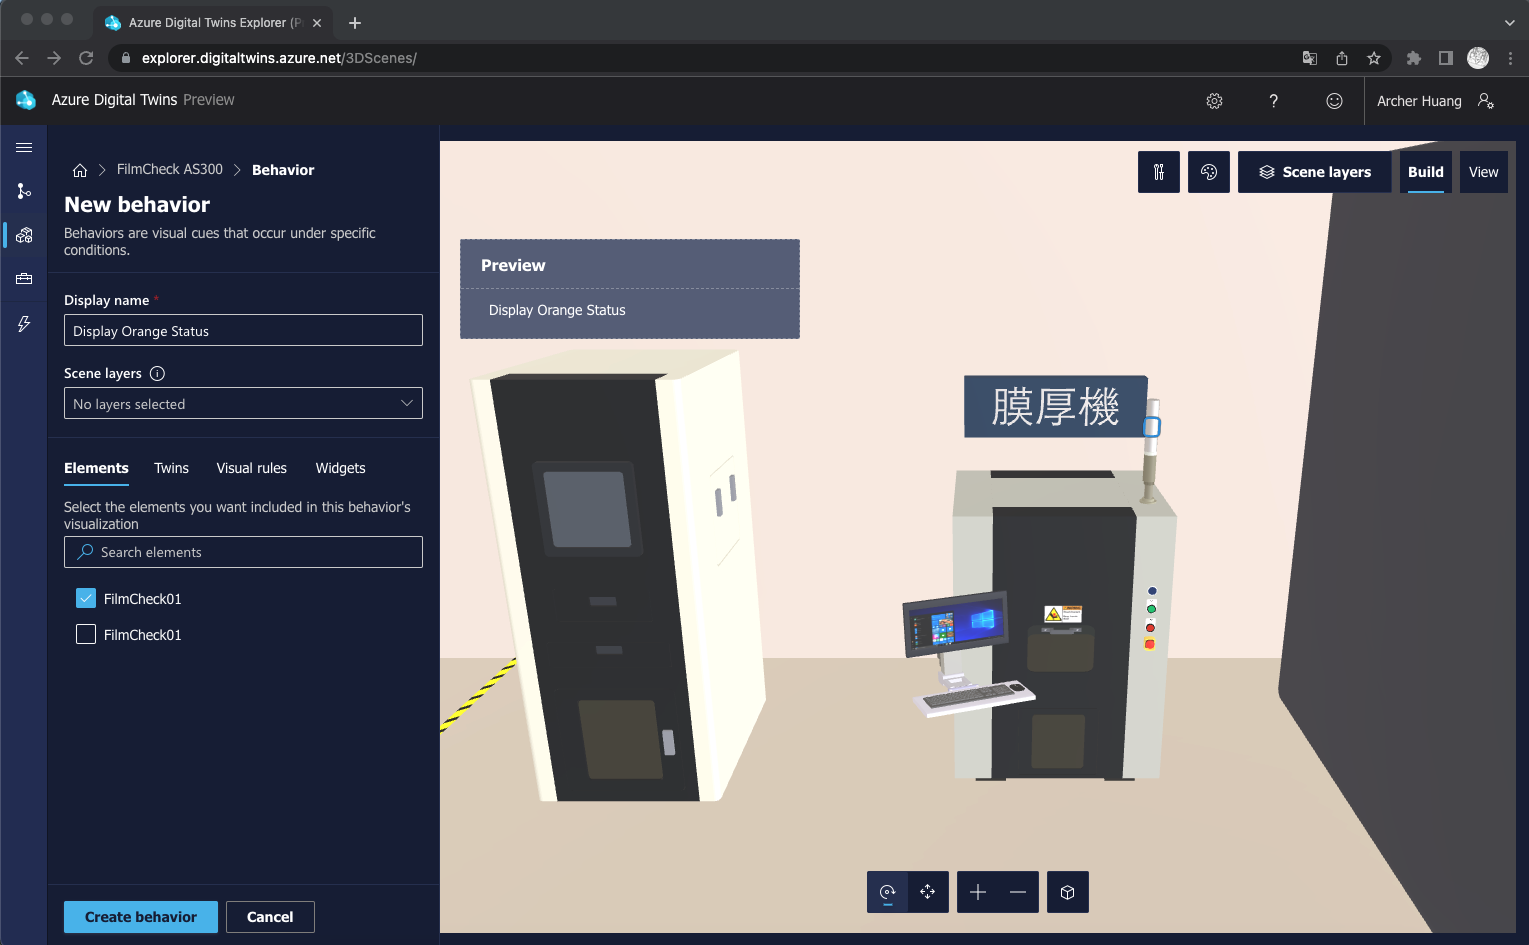 Azure Digital Twins Explorer (P
explorer.digitaltwins.azure.net/3DScenes/
Azure Digital Twins Preview
?
Archer Huang
FilmCheck AS300
Behavior
New behavior
Behaviors are visual cues that occur under specific
conditions.
Display name *
Display Orange Status
Scene layers
No layers selected
Elements Twins Visual rules Widgets
Select the elements you want included in this behavior's
visualization
Search elements
FilmCheck01
FilmCheck01
Create behavior
Cancel
Scene layers
Build
View
Preview
Display Orange Status
膜厚機